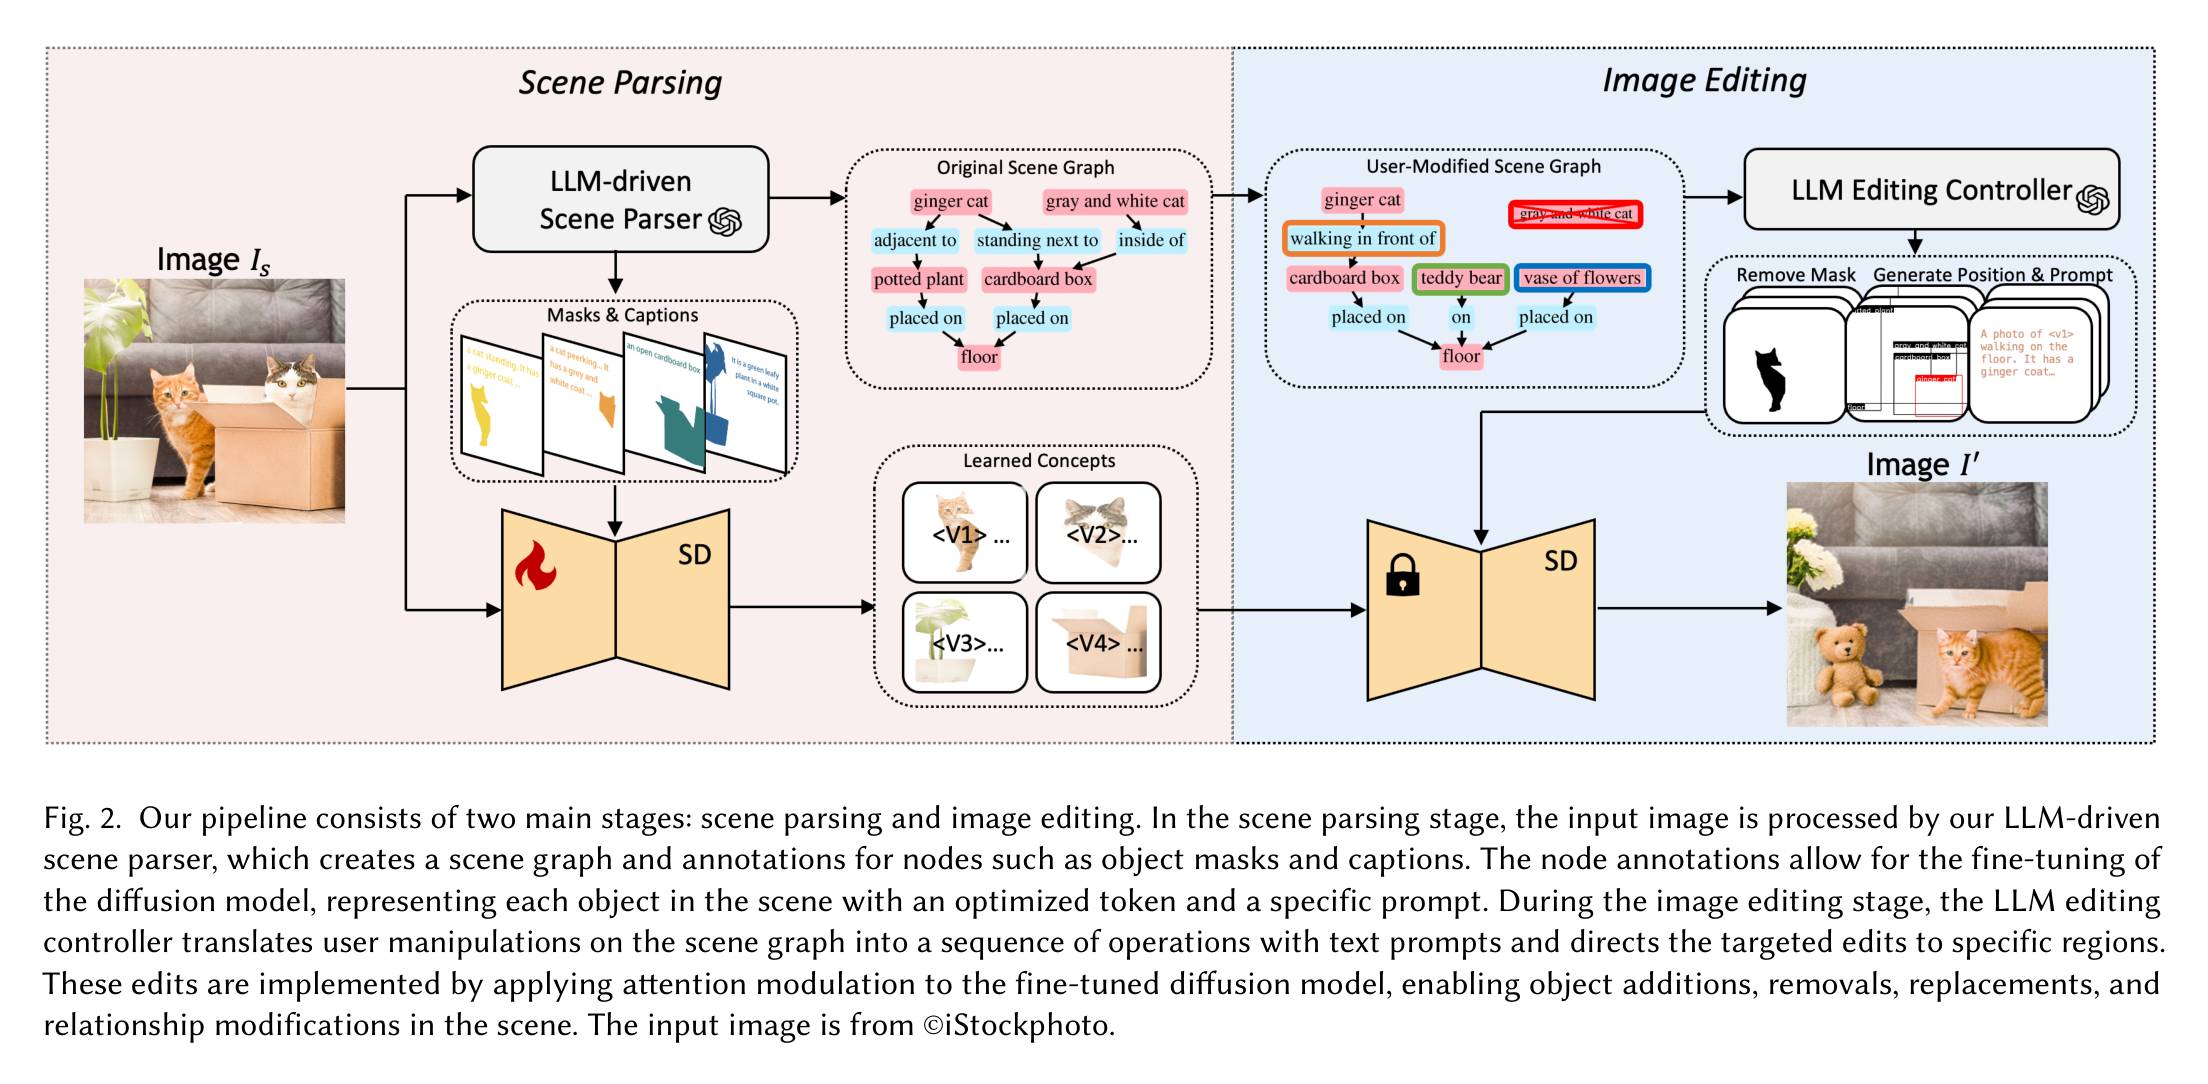 Scene Parsing
Image Editing
LLM-driven
Scene Parser
Original Scene Graph
ginger cat
gray and white cat
adjacent to
standing next to
inside of
potted plant
cardboard box
placed on
placed on
floor
User-Modified Scene Graph
ginger cat
gray and white cat
walking in front of
cardboard box
teddy bear
vase of flowers
placed on
on
placed on
floor
LLM Editing Controller
Image Iₛ
Masks & Captions
a cat standing. It has
a ginger coat ...
a cat peerking... It
has a grey and
white coat ...
an open cardboard box
It is a green leafy
plant in a white
square pot.
Remove Mask
Generate Position & Prompt
gray and white cat
cardboard box
ginger cat
floor
A photo of <v1>
walking on the
floor. It has a
ginger coat…
Learned Concepts
<V1> ...
<V2>...
<V3>...
<V4> ...
SD
SD
Image I′
Fig. 2. Our pipeline consists of two main stages: scene parsing and image editing. In the scene parsing stage, the input image is processed by our LLM-driven
scene parser, which creates a scene graph and annotations for nodes such as object masks and captions. The node annotations allow for the fine-tuning of
the diffusion model, representing each object in the scene with an optimized token and a specific prompt. During the image editing stage, the LLM editing
controller translates user manipulations on the scene graph into a sequence of operations with text prompts and directs the targeted edits to specific regions.
These edits are implemented by applying attention modulation to the fine-tuned diffusion model, enabling object additions, removals, replacements, and
relationship modifications in the scene. The input image is from ©iStockphoto.